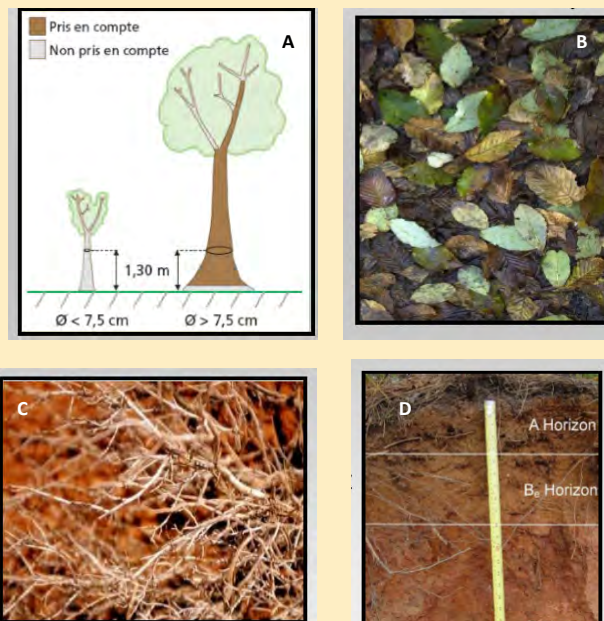 Pris en compte
Non pris en compte
A
1,30 m
Ø < 7,5 cm
Ø > 7,5 cm
B
C
D
A Horizon
Be Horizon